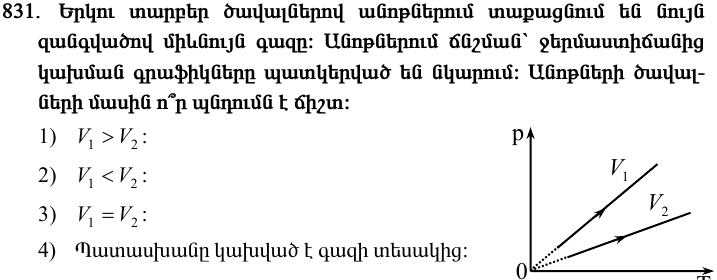 831. Երկու տարբեր ծավալներով անոթներում տաքացնում են նույն
զանգվածով միևնույն գազը: Անոթներում ճնշման՝ ջերմաստիճանից
կախման գրաֆիկները պատկերված են նկարում: Անոթների ծավալ-
ների մասին ո՞ր պնդումն է ճիշտ:
1) V₁ > V₂:
2) V₁ < V₂:
3) V₁ = V₂:
4) Պատասխանը կախված է գազի տեսակից:
p
V₁
V₂
0
T